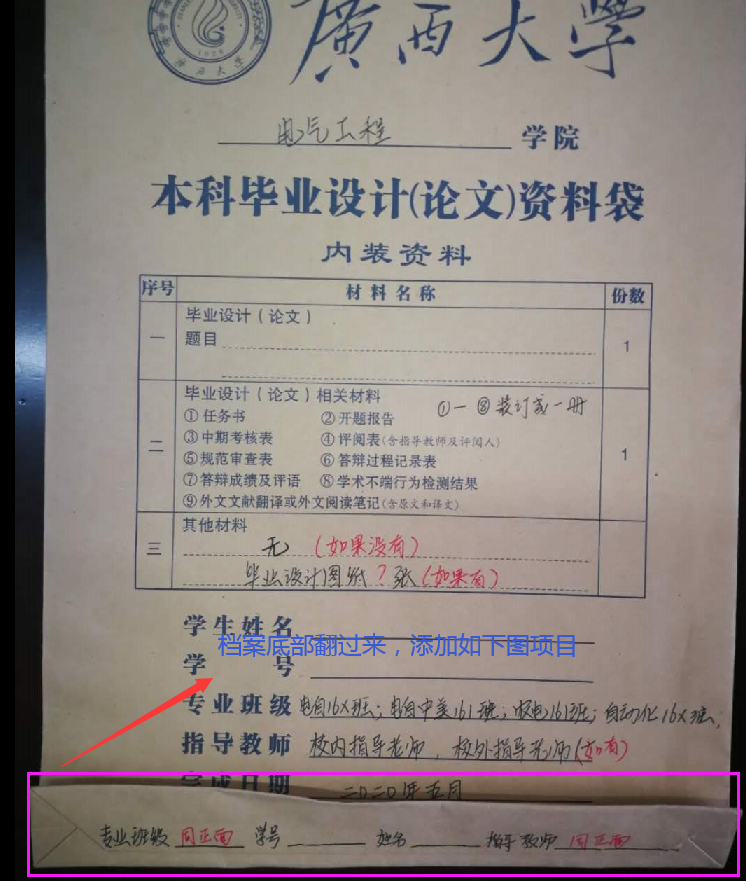 1928
廣西大學
电气工程 学院
本科毕业设计(论文)资料袋
内装资料
序号 材料名称 份数
一 毕业设计(论文) 题目 1
二 毕业设计(论文)相关材料 1
①一⑧装订成一册
①任务书 ②开题报告
③中期考核表 ④评阅表(含指导教师及评阅人)
⑤规范审查表 ⑥答辩过程记录表
⑦答辩成绩及评语 ⑧学术不端行为检测结果
⑨外文文献翻译或外文阅读笔记(含原文和译文)
三 其他材料
无 (如果没有)
毕业设计图纸?张(如果有)
学生姓名
档案底部翻过来，添加如下图项目
学 号
专业班级 电自16X班;电自中美161班;农电161班;自动化16X班;
指导教师 校内指导老师,校外指导老师(如有)
完成日期 二〇二〇年五月
专业班级 同正面 学号 姓名 指导教师 同正面